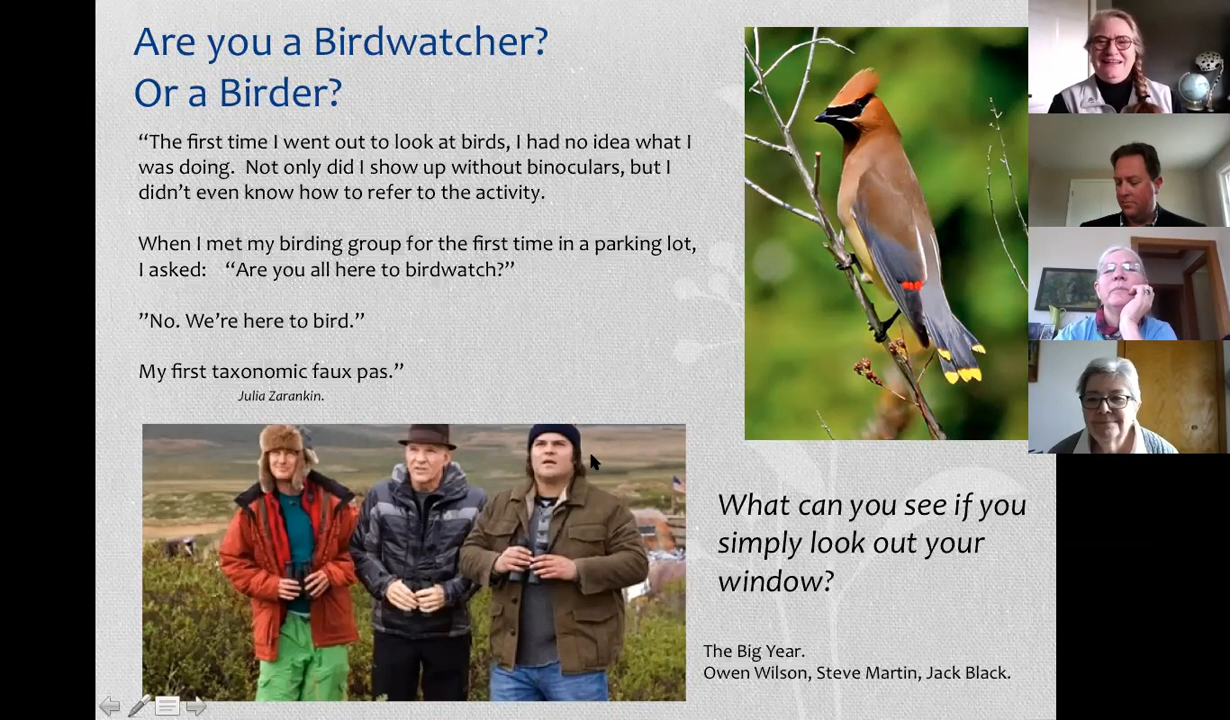 Are you a Birdwatcher?
Or a Birder?
“The first time I went out to look at birds, I had no idea what I
was doing.  Not only did I show up without binoculars, but I
didn’t even know how to refer to the activity.
When I met my birding group for the first time in a parking lot,
I asked:   “Are you all here to birdwatch?”
”No. We’re here to bird.”
My first taxonomic faux pas.”
Julia Zarankin.
What can you see if you
simply look out your
window?
The Big Year.
Owen Wilson, Steve Martin, Jack Black.